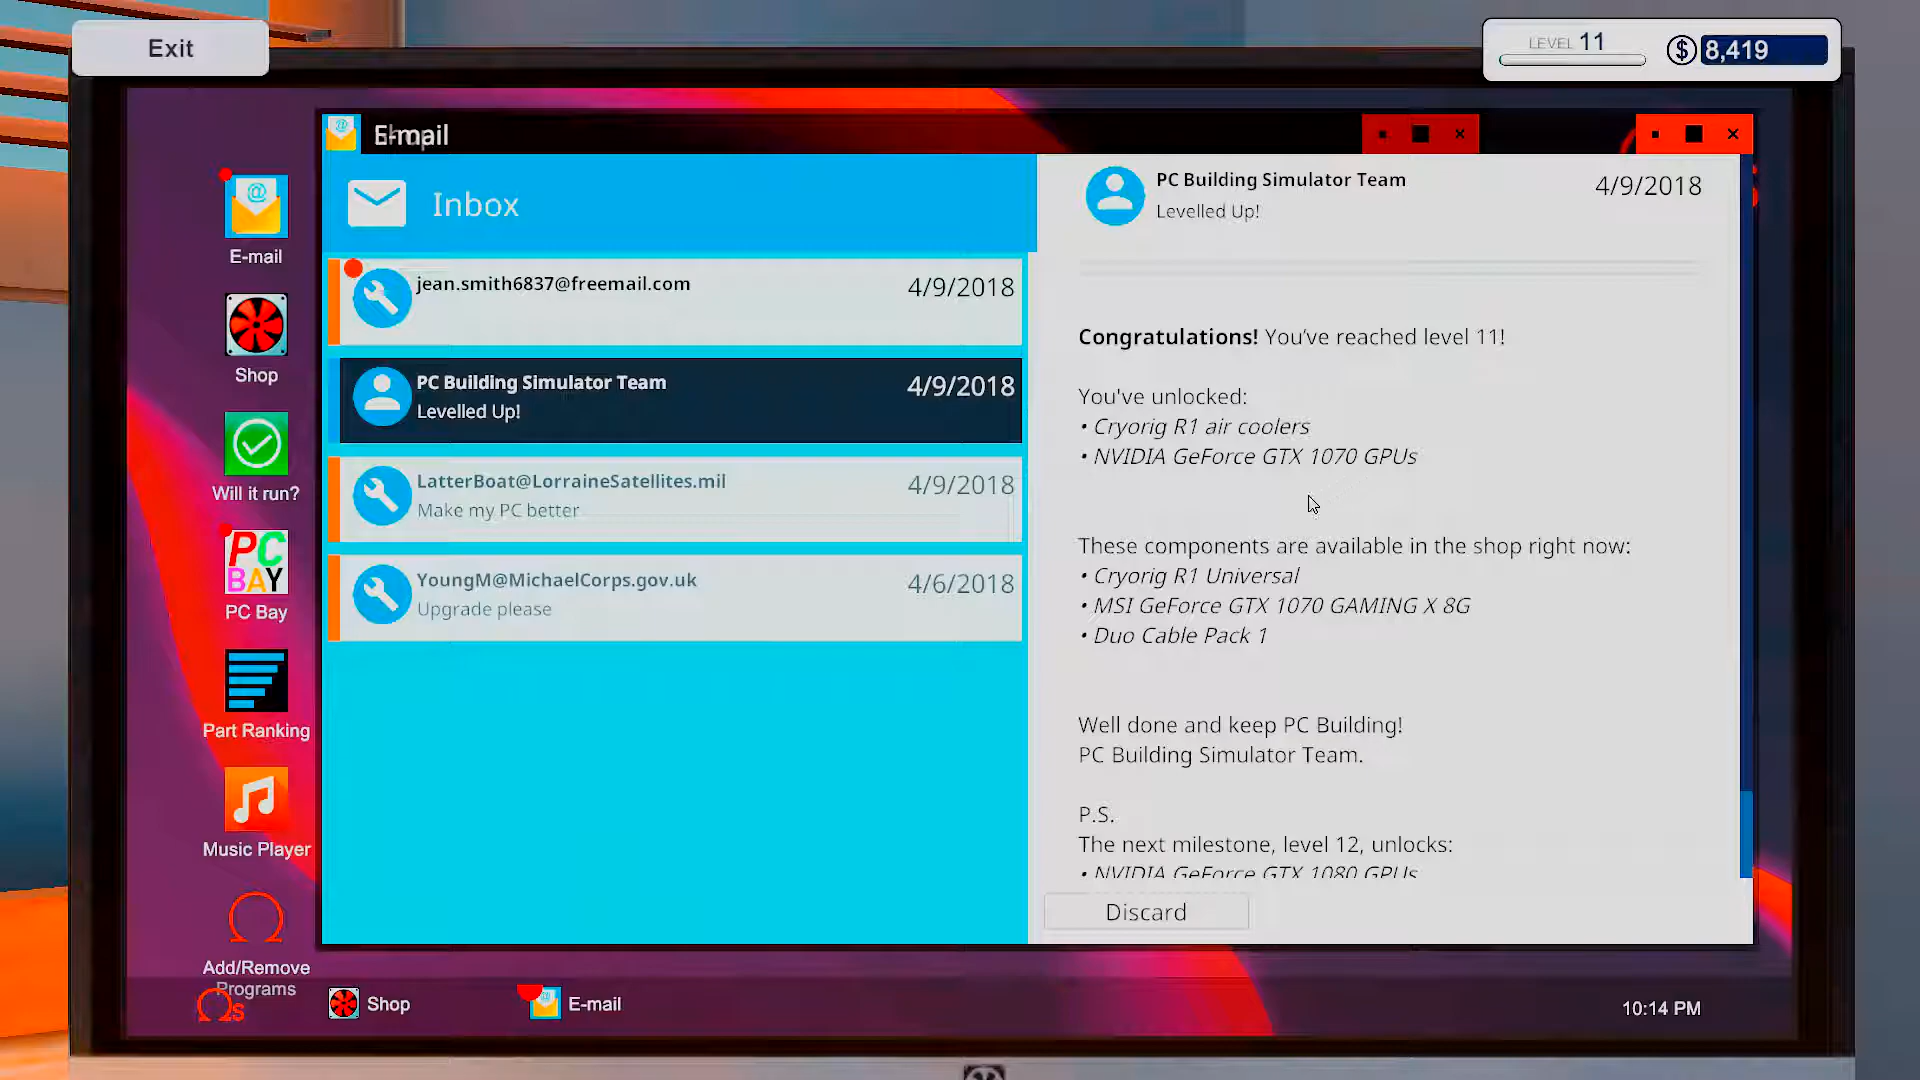 Exit
LEVEL 11
$ 8,419
E-mail
E-mail
Shop
Will it run?
PC BAY
PC Bay
Part Ranking
Music Player
Add/Remove
Programs
Inbox
jean.smith6837@freemail.com
4/9/2018
PC Building Simulator Team
4/9/2018
Levelled Up!
LatterBoat@LorraineSatellites.mil
4/9/2018
Make my PC better
YoungM@MichaelCorps.gov.uk
4/6/2018
Upgrade please
PC Building Simulator Team
4/9/2018
Levelled Up!
Congratulations! You've reached level 11!
You've unlocked:
• Cryorig R1 air coolers
• NVIDIA GeForce GTX 1070 GPUs
These components are available in the shop right now:
• Cryorig R1 Universal
• MSI GeForce GTX 1070 GAMING X 8G
• Duo Cable Pack 1
Well done and keep PC Building!
PC Building Simulator Team.
P.S.
The next milestone, level 12, unlocks:
• NVIDIA GeForce GTX 1080 GPUs
Discard
Shop
E-mail
10:14 PM